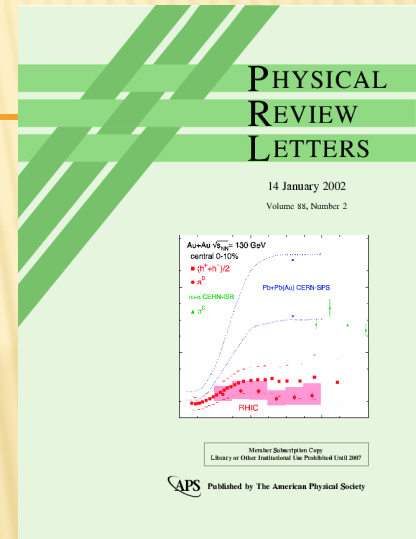 PHYSICAL
REVIEW
LETTERS
14 January 2002
Volume 88, Number 2
Au+Au √sNN= 130 GeV
central 0-10%
(h⁺+h⁻)/2
π⁰
αα CERN-ISR
π⁰
Pb+Pb(Au) CERN-SPS
RHIC
Member Subscription Copy
Library or Other Institutional Use Prohibited Until 2007
APS Published by The American Physical Society